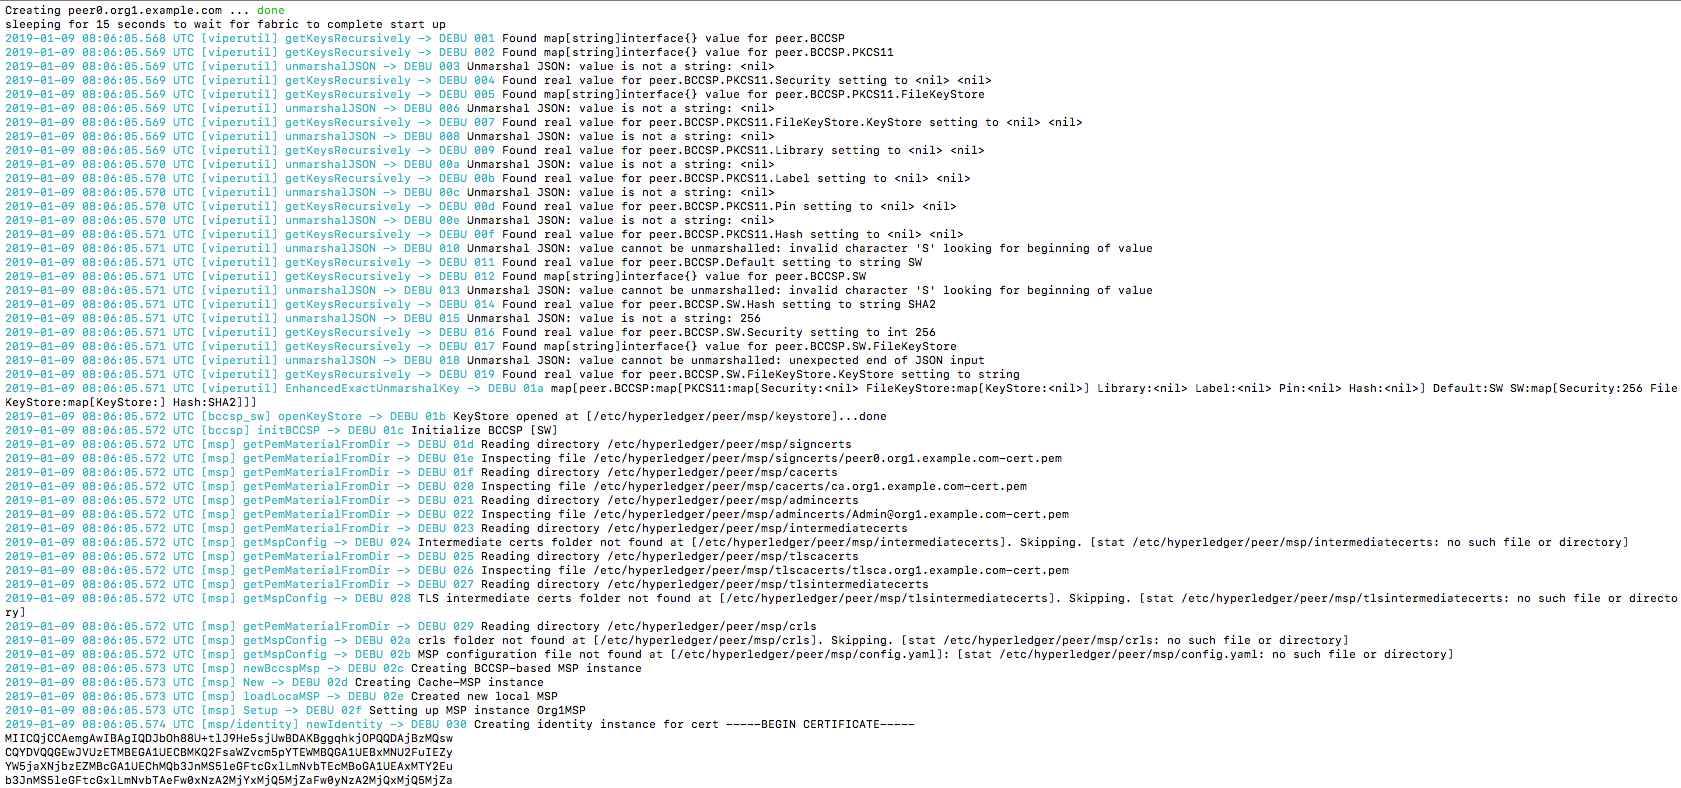 Creating peer0.org1.example.com ... done
sleeping for 15 seconds to wait for fabric to complete start up
2019-01-09 08:06:05.568 UTC [viperutil] getKeysRecursively -> DEBU 001 Found map[string]interface{} value for peer.BCCSP
2019-01-09 08:06:05.569 UTC [viperutil] getKeysRecursively -> DEBU 002 Found map[string]interface{} value for peer.BCCSP.PKCS11
2019-01-09 08:06:05.569 UTC [viperutil] unmarshalJSON -> DEBU 003 Unmarshal JSON: value is not a string: <nil>
2019-01-09 08:06:05.569 UTC [viperutil] getKeysRecursively -> DEBU 004 Found real value for peer.BCCSP.PKCS11.Security setting to <nil> <nil>
2019-01-09 08:06:05.569 UTC [viperutil] getKeysRecursively -> DEBU 005 Found map[string]interface{} value for peer.BCCSP.PKCS11.FileKeyStore
2019-01-09 08:06:05.569 UTC [viperutil] unmarshalJSON -> DEBU 006 Unmarshal JSON: value is not a string: <nil>
2019-01-09 08:06:05.569 UTC [viperutil] getKeysRecursively -> DEBU 007 Found real value for peer.BCCSP.PKCS11.FileKeyStore.KeyStore setting to <nil> <nil>
2019-01-09 08:06:05.569 UTC [viperutil] unmarshalJSON -> DEBU 008 Unmarshal JSON: value is not a string: <nil>
2019-01-09 08:06:05.569 UTC [viperutil] getKeysRecursively -> DEBU 009 Found real value for peer.BCCSP.PKCS11.Library setting to <nil> <nil>
2019-01-09 08:06:05.570 UTC [viperutil] unmarshalJSON -> DEBU 00a Unmarshal JSON: value is not a string: <nil>
2019-01-09 08:06:05.570 UTC [viperutil] getKeysRecursively -> DEBU 00b Found real value for peer.BCCSP.PKCS11.Label setting to <nil> <nil>
2019-01-09 08:06:05.570 UTC [viperutil] unmarshalJSON -> DEBU 00c Unmarshal JSON: value is not a string: <nil>
2019-01-09 08:06:05.570 UTC [viperutil] getKeysRecursively -> DEBU 00d Found real value for peer.BCCSP.PKCS11.Pin setting to <nil> <nil>
2019-01-09 08:06:05.570 UTC [viperutil] unmarshalJSON -> DEBU 00e Unmarshal JSON: value is not a string: <nil>
2019-01-09 08:06:05.571 UTC [viperutil] getKeysRecursively -> DEBU 00f Found real value for peer.BCCSP.PKCS11.Hash setting to <nil> <nil>
2019-01-09 08:06:05.571 UTC [viperutil] unmarshalJSON -> DEBU 010 Unmarshal JSON: value cannot be unmarshalled: invalid character 'S' looking for beginning of value
2019-01-09 08:06:05.571 UTC [viperutil] getKeysRecursively -> DEBU 011 Found real value for peer.BCCSP.Default setting to string SW
2019-01-09 08:06:05.571 UTC [viperutil] getKeysRecursively -> DEBU 012 Found map[string]interface{} value for peer.BCCSP.SW
2019-01-09 08:06:05.571 UTC [viperutil] unmarshalJSON -> DEBU 013 Unmarshal JSON: value cannot be unmarshalled: invalid character 'S' looking for beginning of value
2019-01-09 08:06:05.571 UTC [viperutil] getKeysRecursively -> DEBU 014 Found real value for peer.BCCSP.SW.Hash setting to string SHA2
2019-01-09 08:06:05.571 UTC [viperutil] unmarshalJSON -> DEBU 015 Unmarshal JSON: value is not a string: 256
2019-01-09 08:06:05.571 UTC [viperutil] getKeysRecursively -> DEBU 016 Found real value for peer.BCCSP.SW.Security setting to int 256
2019-01-09 08:06:05.571 UTC [viperutil] getKeysRecursively -> DEBU 017 Found map[string]interface{} value for peer.BCCSP.SW.FileKeyStore
2019-01-09 08:06:05.571 UTC [viperutil] unmarshalJSON -> DEBU 018 Unmarshal JSON: value cannot be unmarshalled: unexpected end of JSON input
2019-01-09 08:06:05.571 UTC [viperutil] getKeysRecursively -> DEBU 019 Found real value for peer.BCCSP.SW.FileKeyStore.KeyStore setting to string
2019-01-09 08:06:05.571 UTC [viperutil] EnhancedExactUnmarshalKey -> DEBU 01a map[peer.BCCSP:map[PKCS11:map[Security:<nil> FileKeyStore:map[KeyStore:<nil>] Library:<nil> Label:<nil> Pin:<nil> Hash:<nil>] Default:SW SW:map[Security:256 File
KeyStore:map[KeyStore:] Hash:SHA2]]]
2019-01-09 08:06:05.572 UTC [bccsp_sw] openKeyStore -> DEBU 01b KeyStore opened at [/etc/hyperledger/peer/msp/keystore]...done
2019-01-09 08:06:05.572 UTC [bccsp] initBCCSP -> DEBU 01c Initialize BCCSP [SW]
2019-01-09 08:06:05.572 UTC [msp] getPemMaterialFromDir -> DEBU 01d Reading directory /etc/hyperledger/peer/msp/signcerts
2019-01-09 08:06:05.572 UTC [msp] getPemMaterialFromDir -> DEBU 01e Inspecting file /etc/hyperledger/peer/msp/signcerts/peer0.org1.example.com-cert.pem
2019-01-09 08:06:05.572 UTC [msp] getPemMaterialFromDir -> DEBU 01f Reading directory /etc/hyperledger/peer/msp/cacerts
2019-01-09 08:06:05.572 UTC [msp] getPemMaterialFromDir -> DEBU 020 Inspecting file /etc/hyperledger/peer/msp/cacerts/ca.org1.example.com-cert.pem
2019-01-09 08:06:05.572 UTC [msp] getPemMaterialFromDir -> DEBU 021 Reading directory /etc/hyperledger/peer/msp/admincerts
2019-01-09 08:06:05.572 UTC [msp] getPemMaterialFromDir -> DEBU 022 Inspecting file /etc/hyperledger/peer/msp/admincerts/Admin@org1.example.com-cert.pem
2019-01-09 08:06:05.572 UTC [msp] getPemMaterialFromDir -> DEBU 023 Reading directory /etc/hyperledger/peer/msp/intermediatecerts
2019-01-09 08:06:05.572 UTC [msp] getMspConfig -> DEBU 024 Intermediate certs folder not found at [/etc/hyperledger/peer/msp/intermediatecerts]. Skipping. [stat /etc/hyperledger/peer/msp/intermediatecerts: no such file or directory]
2019-01-09 08:06:05.572 UTC [msp] getPemMaterialFromDir -> DEBU 025 Reading directory /etc/hyperledger/peer/msp/tlscacerts
2019-01-09 08:06:05.572 UTC [msp] getPemMaterialFromDir -> DEBU 026 Inspecting file /etc/hyperledger/peer/msp/tlscacerts/tlsca.org1.example.com-cert.pem
2019-01-09 08:06:05.572 UTC [msp] getPemMaterialFromDir -> DEBU 027 Reading directory /etc/hyperledger/peer/msp/tlsintermediatecerts
2019-01-09 08:06:05.572 UTC [msp] getMspConfig -> DEBU 028 TLS intermediate certs folder not found at [/etc/hyperledger/peer/msp/tlsintermediatecerts]. Skipping. [stat /etc/hyperledger/peer/msp/tlsintermediatecerts: no such file or directo
ry]
2019-01-09 08:06:05.572 UTC [msp] getPemMaterialFromDir -> DEBU 029 Reading directory /etc/hyperledger/peer/msp/crls
2019-01-09 08:06:05.572 UTC [msp] getMspConfig -> DEBU 02a crls folder not found at [/etc/hyperledger/peer/msp/crls]. Skipping. [stat /etc/hyperledger/peer/msp/crls: no such file or directory]
2019-01-09 08:06:05.572 UTC [msp] getMspConfig -> DEBU 02b MSP configuration file not found at [/etc/hyperledger/peer/msp/config.yaml]: [stat /etc/hyperledger/peer/msp/config.yaml: no such file or directory]
2019-01-09 08:06:05.573 UTC [msp] newBccspMsp -> DEBU 02c Creating BCCSP-based MSP instance
2019-01-09 08:06:05.573 UTC [msp] New -> DEBU 02d Creating Cache-MSP instance
2019-01-09 08:06:05.573 UTC [msp] loadLocaMSP -> DEBU 02e Created new local MSP
2019-01-09 08:06:05.573 UTC [msp] Setup -> DEBU 02f Setting up MSP instance Org1MSP
2019-01-09 08:06:05.574 UTC [msp/identity] newIdentity -> DEBU 030 Creating identity instance for cert -----BEGIN CERTIFICATE-----
MIICQjCCAemgAwIBAgIQDJbOh88U+tlJ9He5sjUwBDAKBggqhkjOPQQDAjBzMQsw
CQYDVQQGEwJVUzETMBEGA1UECBMKQ2FsaWZvcm5pYTEWMBQGA1UEBxMNU2FuIEZy
YW5jaXNjbzEZMBcGA1UEChMQb3JnMS5leGFtcGxlLmNvbTEcMBoGA1UEAxMTY2Eu
b3JnMS5leGFtcGxlLmNvbTAeFw0xNzA2MjYxMjQ5MjZaFw0yNzA2MjQxMjQ5MjZa